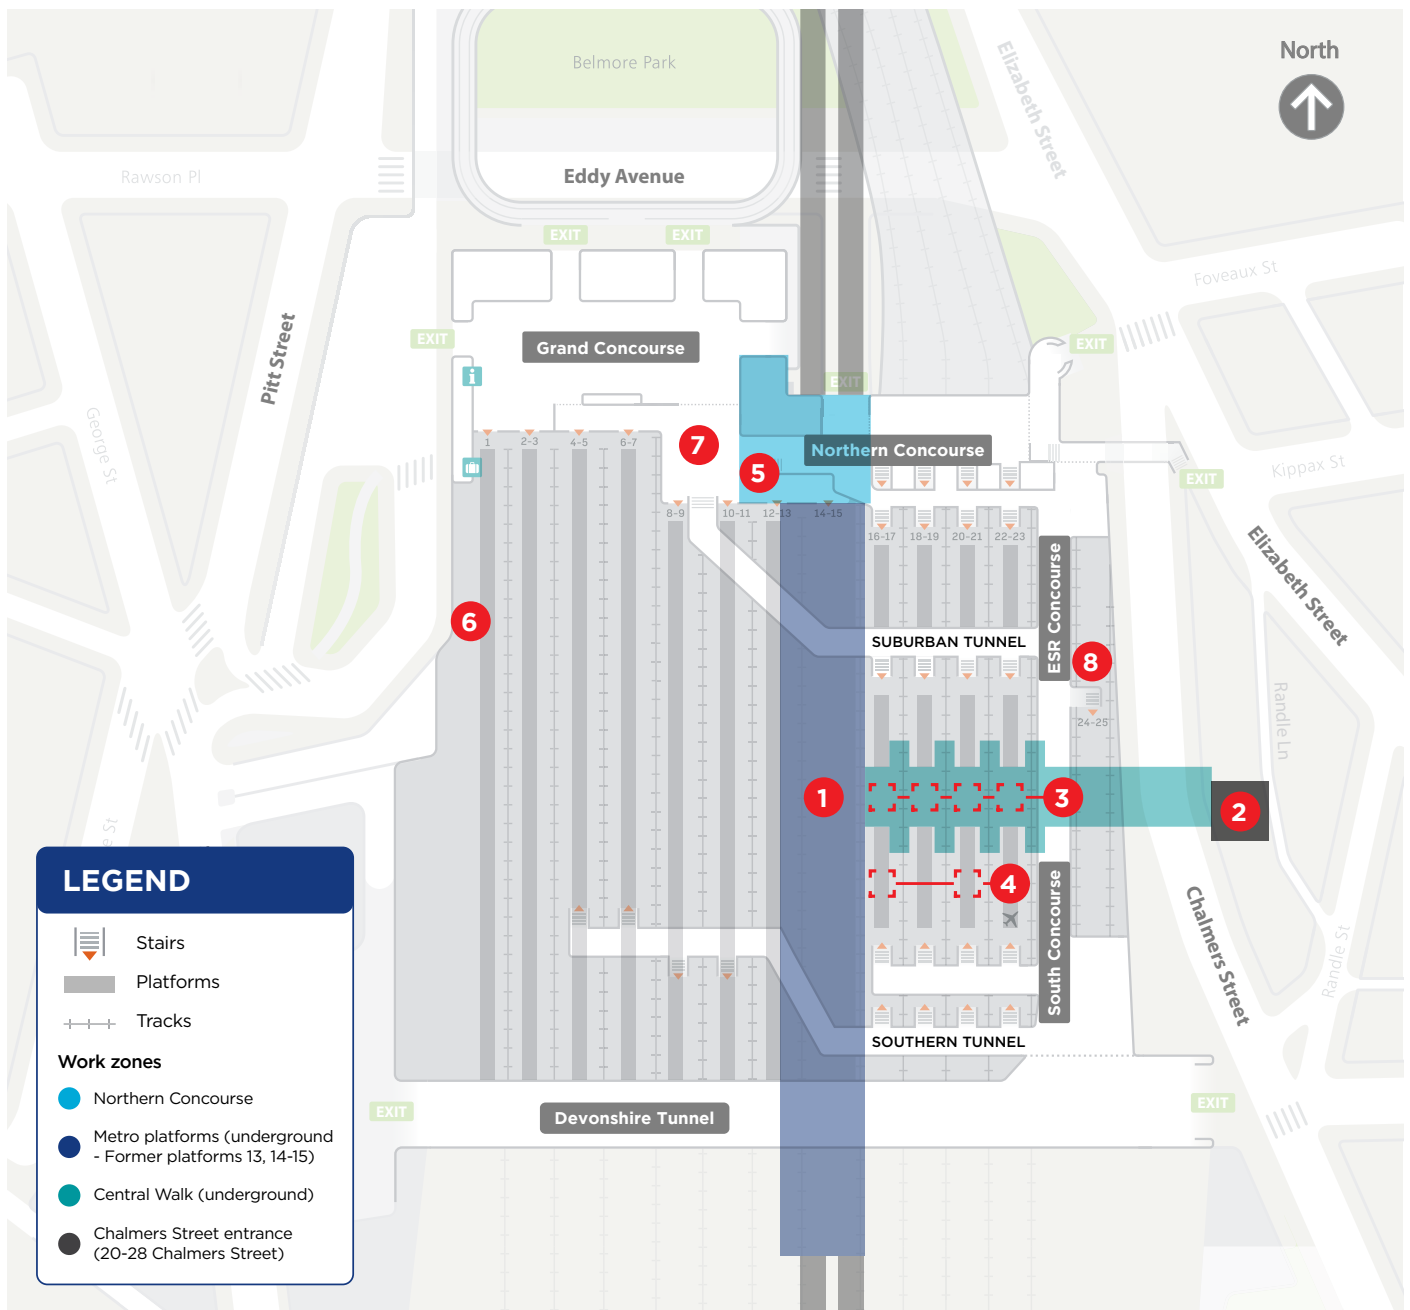 Belmore Park
Elizabeth Street
North
Rawson Pl
Eddy Avenue
EXIT
EXIT
Foveaux St
EXIT
Grand Concourse
EXIT
Pitt Street
EXIT
George St
1
2-3
4-5
6-7
7
5
Northern Concourse
Kippax St
EXIT
8-9
10-11
12-13
14-15
16-17
18-19
20-21
22-23
Elizabeth Street
ESR Concourse
6
SUBURBAN TUNNEL
8
24-25
Randle Ln
1
3
2
4
South Concourse
Chalmers Street
Randle St
SOUTHERN TUNNEL
EXIT
Devonshire Tunnel
EXIT
LEGEND
Stairs
Platforms
Tracks
Work zones
Northern Concourse
Metro platforms (underground
- Former platforms 13, 14-15)
Central Walk (underground)
Chalmers Street entrance
(20-28 Chalmers Street)